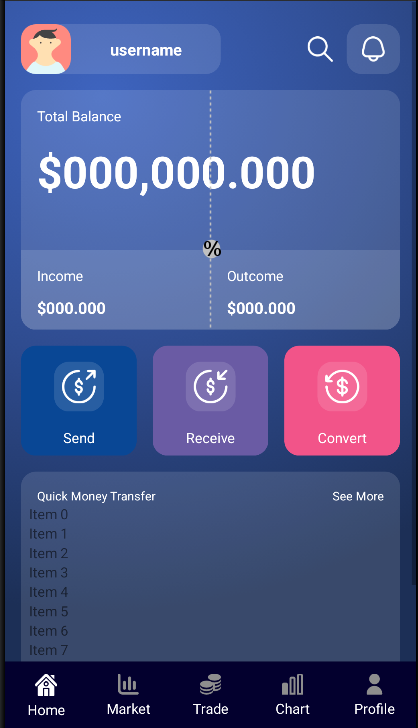 username
Total Balance
$000,000.000
%
Income Outcome
$000.000 $000.000
Send Receive Convert
Quick Money Transfer See More
Item 0
Item 1
Item 2
Item 3
Item 4
Item 5
Item 6
Item 7
Home Market Trade Chart Profile